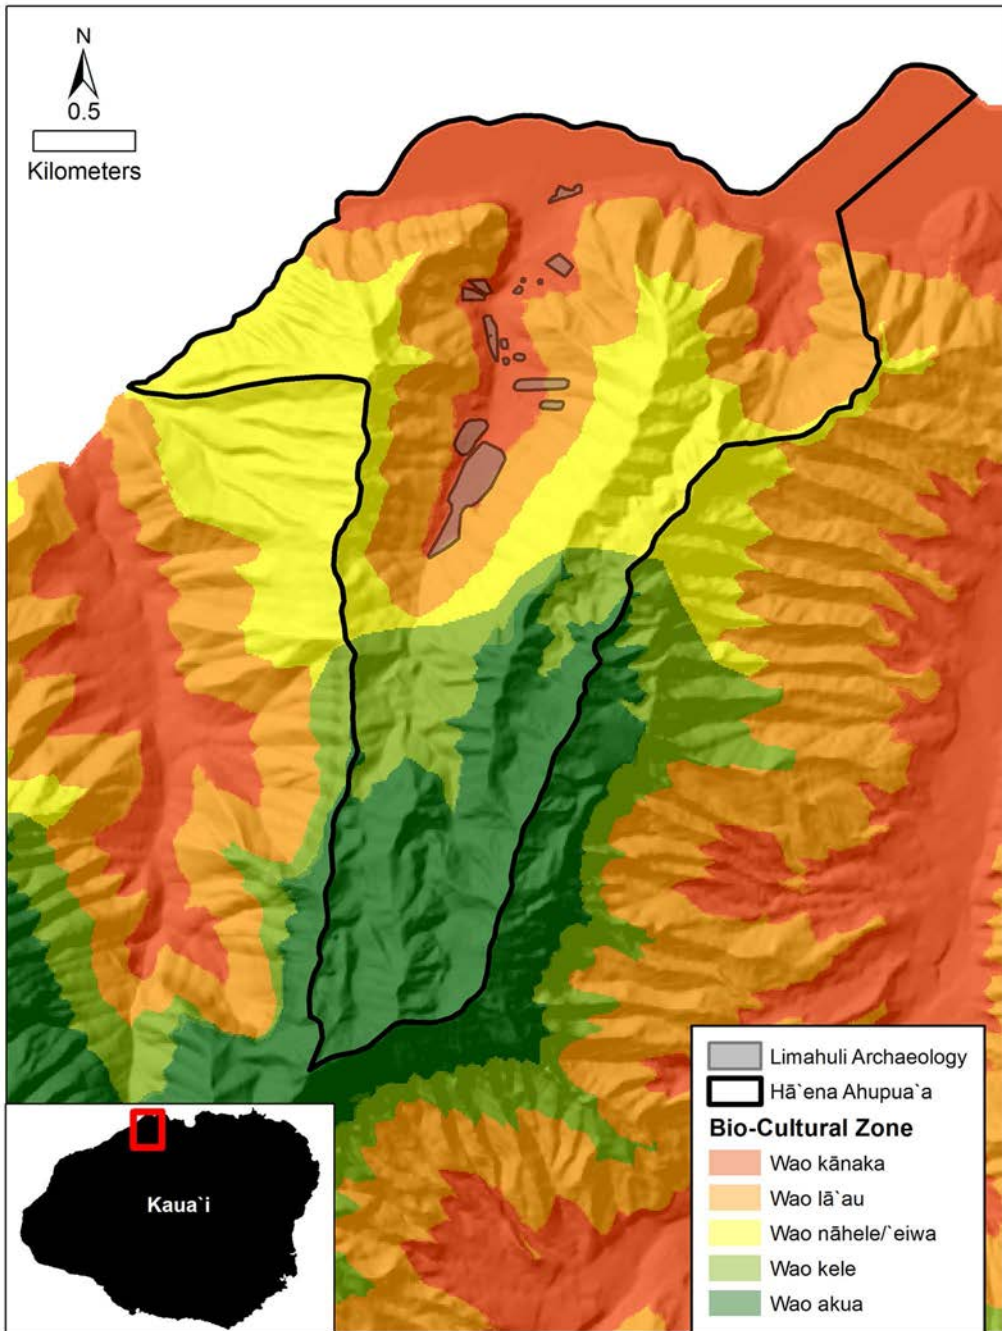 N
0.5
Kilometers
Limahuli Archaeology
Hā`ena Ahupua`a
Bio-Cultural Zone
Wao kānaka
Wao lā`au
Wao nāhele/`eiwa
Wao kele
Wao akua
Kaua`i